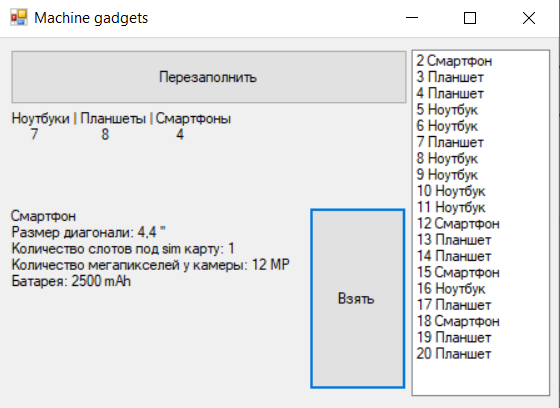 Machine gadgets
Перезаполнить
Ноутбуки | Планшеты | Смартфоны
7 8 4
Смартфон
Размер диагонали: 4,4 "
Количество слотов под sim карту: 1
Количество мегапикселей у камеры: 12 MP
Батарея: 2500 mAh
Взять
2 Смартфон
3 Планшет
4 Планшет
5 Ноутбук
6 Ноутбук
7 Планшет
8 Ноутбук
9 Ноутбук
10 Ноутбук
11 Ноутбук
12 Смартфон
13 Планшет
14 Планшет
15 Смартфон
16 Ноутбук
17 Планшет
18 Смартфон
19 Планшет
20 Планшет